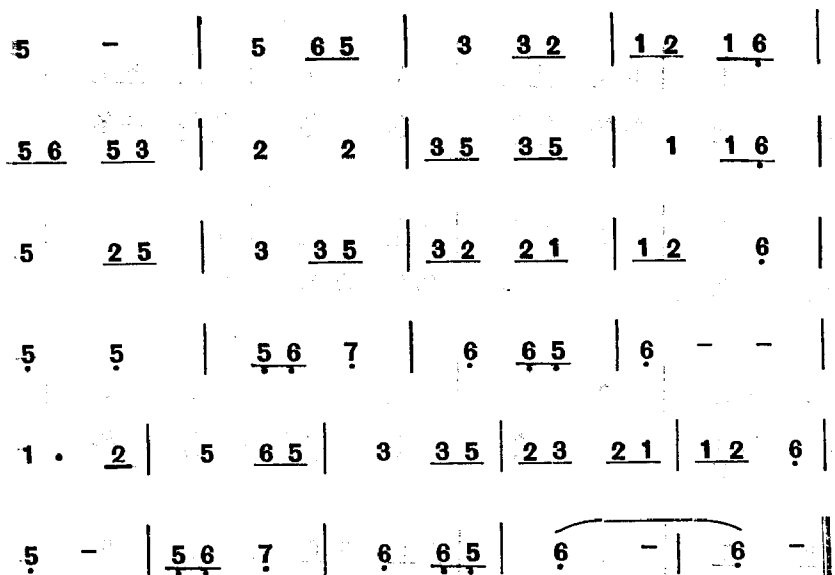 5 - | 5 6 5 | 3 3 2 | 1 2 1 6̣ |
5 6 5 3 | 2 2 | 3 5 3 5 | 1 1 6̣ |
5 2 5 | 3 3 5 | 3 2 2 1 | 1 2 6̣ |
5̣ 5̣ | 5̣ 6̣ 7̣ | 6̣ 6̣ 5̣ | 6̣ - - |
1 · 2 | 5 6 5 | 3 3 5 | 2 3 2 1 | 1 2 6̣ |
5̣ - | 5̣ 6̣ 7̣ | 6̣ 6̣ 5̣ | 6̣ - | 6̣ - ‖